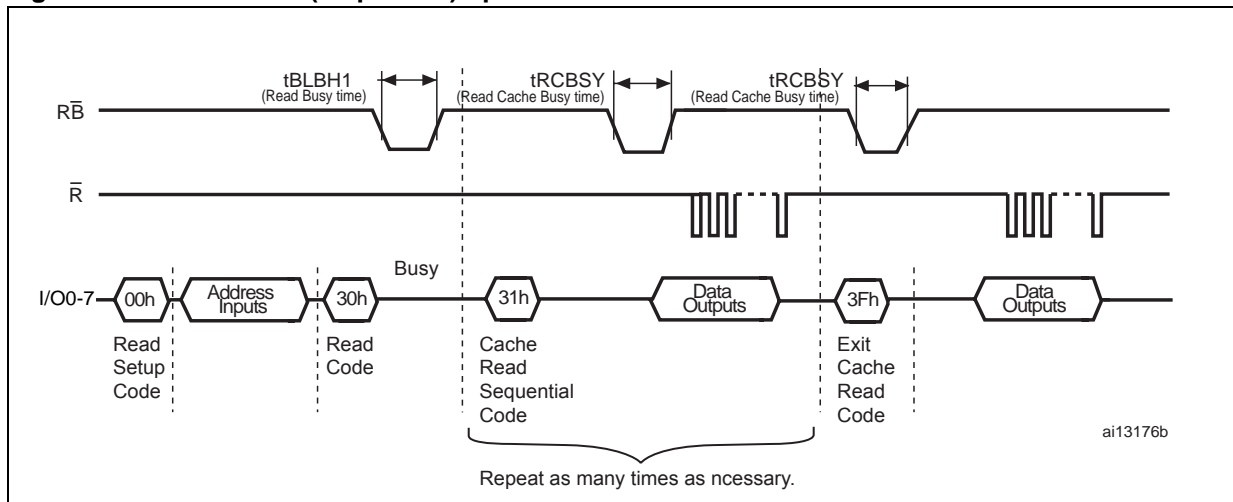 tBLBH1
(Read Busy time)
tRCBSY
(Read Cache Busy time)
tRCBSY
(Read Cache Busy time)
RB̅
R̅
I/O0-7
00h
Address
Inputs
30h
Busy
31h
Data
Outputs
3Fh
Data
Outputs
Read
Setup
Code
Read
Code
Cache
Read
Sequential
Code
Exit
Cache
Read
Code
ai13176b
Repeat as many times as ncessary.